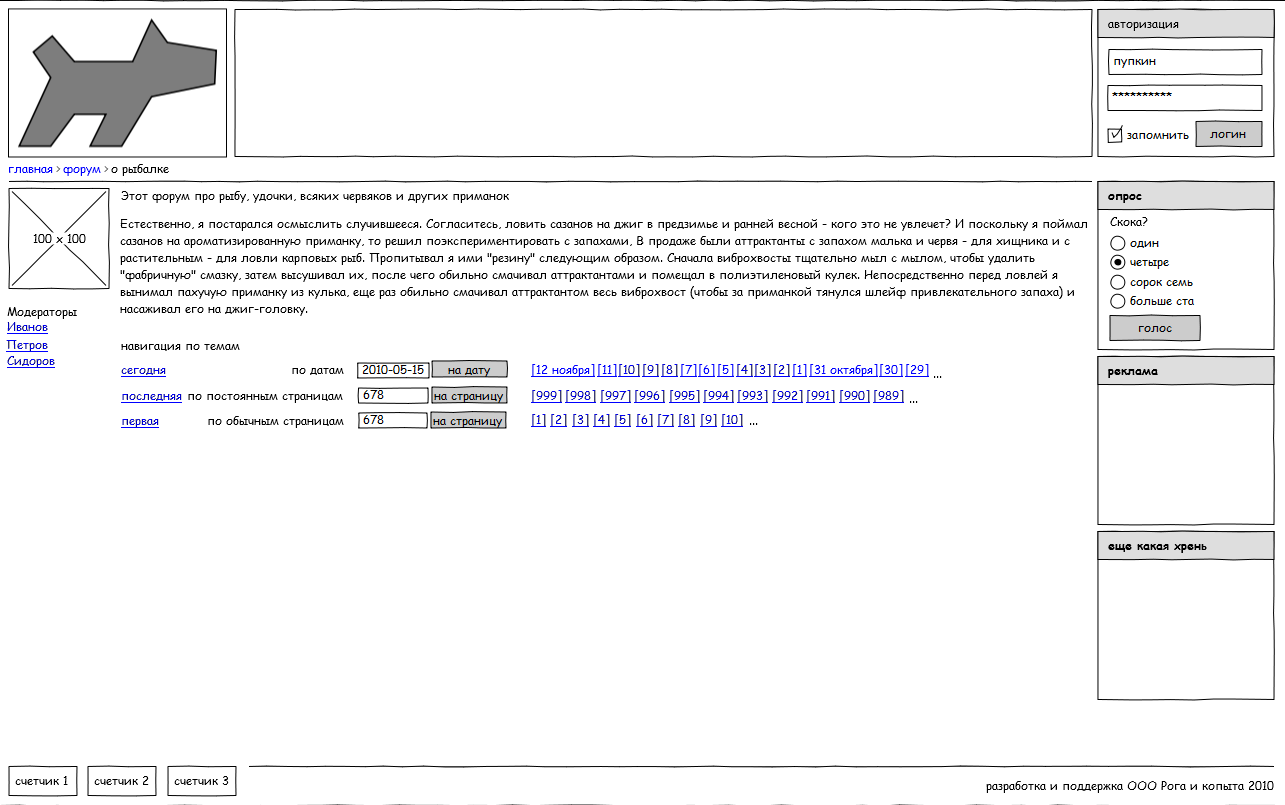 авторизация
пупкин
**********
запомнить
логин
главная > форум > о рыбалке
100 x 100
Модераторы
Иванов
Петров
Сидоров
Этот форум про рыбу, удочки, всяких червяков и других приманок
Естественно, я постарался осмыслить случившееся. Согласитесь, ловить сазанов на джиг в предзимье и ранней весной - кого это не увлечет? И поскольку я поймал
сазанов на ароматизированную приманку, то решил поэкспериментировать с запахами, В продаже были аттрактанты с запахом малька и червя - для хищника и с
растительным - для ловли карповых рыб. Пропитывал я ими "резину" следующим образом. Сначала виброхвосты тщательно мыл с мылом, чтобы удалить
"фабричную" смазку, затем высушивал их, после чего обильно смачивал аттрактантами и помещал в полиэтиленовый кулек. Непосредственно перед ловлей я
вынимал пахучую приманку из кулька, еще раз обильно смачивал аттрактантом весь виброхвост (чтобы за приманкой тянулся шлейф привлекательного запаха) и
насаживал его на джиг-головку.
навигация по темам
сегодня по датам 2010-05-15 на дату [12 ноября] [11] [10] [9] [8] [7] [6] [5] [4] [3] [2] [1] [31 октября] [30] [29] ...
последняя по постоянным страницам 678 на страницу [999] [998] [997] [996] [995] [994] [993] [992] [991] [990] [989] ...
первая по обычным страницам 678 на страницу [1] [2] [3] [4] [5] [6] [7] [8] [9] [10] ...
опрос
Скока?
один
четыре
сорок семь
больше ста
голос
реклама
еще какая хрень
счетчик 1
счетчик 2
счетчик 3
разработка и поддержка ООО Рога и копыта 2010